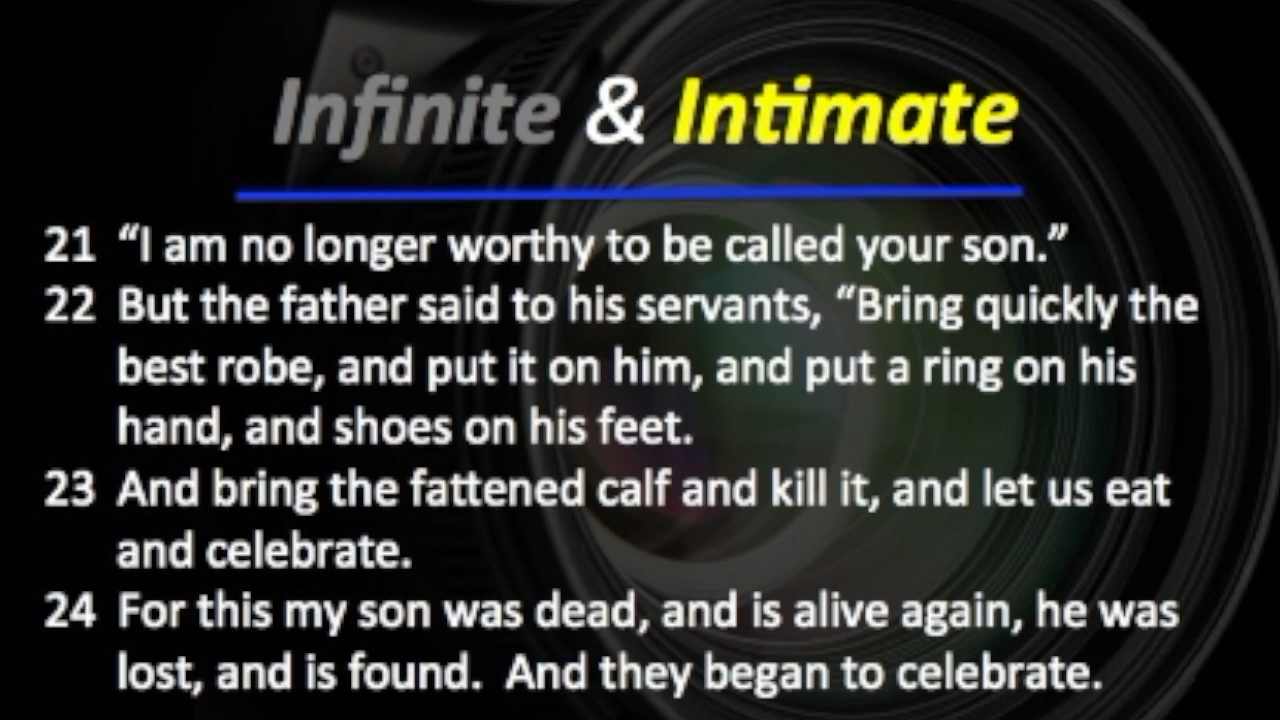 Infinite & Intimate
21 “I am no longer worthy to be called your son.”
22 But the father said to his servants, “Bring quickly the
best robe, and put it on him, and put a ring on his
hand, and shoes on his feet.
23 And bring the fattened calf and kill it, and let us eat
and celebrate.
24 For this my son was dead, and is alive again, he was
lost, and is found.  And they began to celebrate.